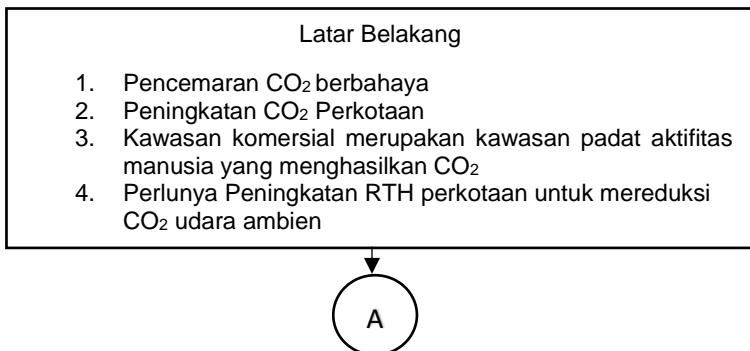 Latar Belakang
1. Pencemaran CO₂ berbahaya
2. Peningkatan CO₂ Perkotaan
3. Kawasan komersial merupakan kawasan padat aktifitas
manusia yang menghasilkan CO₂
4. Perlunya Peningkatan RTH perkotaan untuk mereduksi
CO₂ udara ambien
A